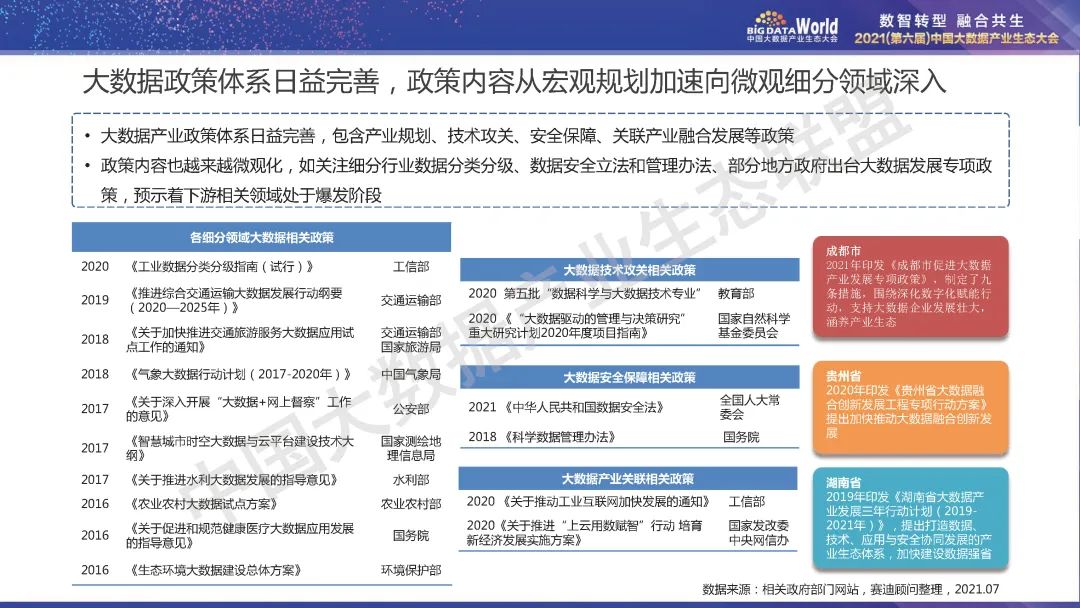 BIG DATA World
中国大数据产业生态大会
数智转型 融合共生
2021(第六届)中国大数据产业生态大会
大数据政策体系日益完善，政策内容从宏观规划加速向微观细分领域深入
• 大数据产业政策体系日益完善，包含产业规划、技术攻关、安全保障、关联产业融合发展等政策
• 政策内容也越来越微观化，如关注细分行业数据分类分级、数据安全立法和管理办法、部分地方政府出台大数据发展专项政
策，预示着下游相关领域处于爆发阶段
各细分领域大数据相关政策
2020 《工业数据分类分级指南（试行）》 工信部
2019 《推进综合交通运输大数据发展行动纲要
（2020—2025年）》 交通运输部
2018 《关于加快推进交通旅游服务大数据应用试
点工作的通知》 交通运输部
国家旅游局
2018 《气象大数据行动计划（2017-2020年）》 中国气象局
2017 《关于深入开展“大数据+网上督察”工作
的意见》 公安部
2017 《智慧城市时空大数据与云平台建设技术大
纲》 国家测绘地
理信息局
2017 《关于推进水利大数据发展的指导意见》 水利部
2016 《农业农村大数据试点方案》 农业农村部
2016 《关于促进和规范健康医疗大数据应用发展
的指导意见》 国务院
2016 《生态环境大数据建设总体方案》 环境保护部
大数据技术攻关相关政策
2020 第五批“数据科学与大数据技术专业” 教育部
2020 《“大数据驱动的管理与决策研究”
重大研究计划2020年度项目指南》 国家自然科学
基金委员会
大数据安全保障相关政策
2021 《中华人民共和国数据安全法》 全国人大常
委会
2018 《科学数据管理办法》 国务院
大数据产业关联相关政策
2020 《关于推动工业互联网加快发展的通知》 工信部
2020《关于推进“上云用数赋智”行动 培育
新经济发展实施方案》 国家发改委
中央网信办
成都市
2021年印发《成都市促进大数据
产业发展专项政策》，制定了九
条措施，围绕深化数字化赋能行
动，支持大数据企业发展壮大，
涵养产业生态
贵州省
2020年印发《贵州省大数据融
合创新发展工程专项行动方案》
提出加快推动大数据融合创新发
展
湖南省
2019年印发《湖南省大数据产
业发展三年行动计划（2019-
2021年）》，提出打造数据、
技术、应用与安全协同发展的产
业生态体系，加快建设数据强省
数据来源：相关政府部门网站，赛迪顾问整理，2021.07
中国大数据产业生态联盟